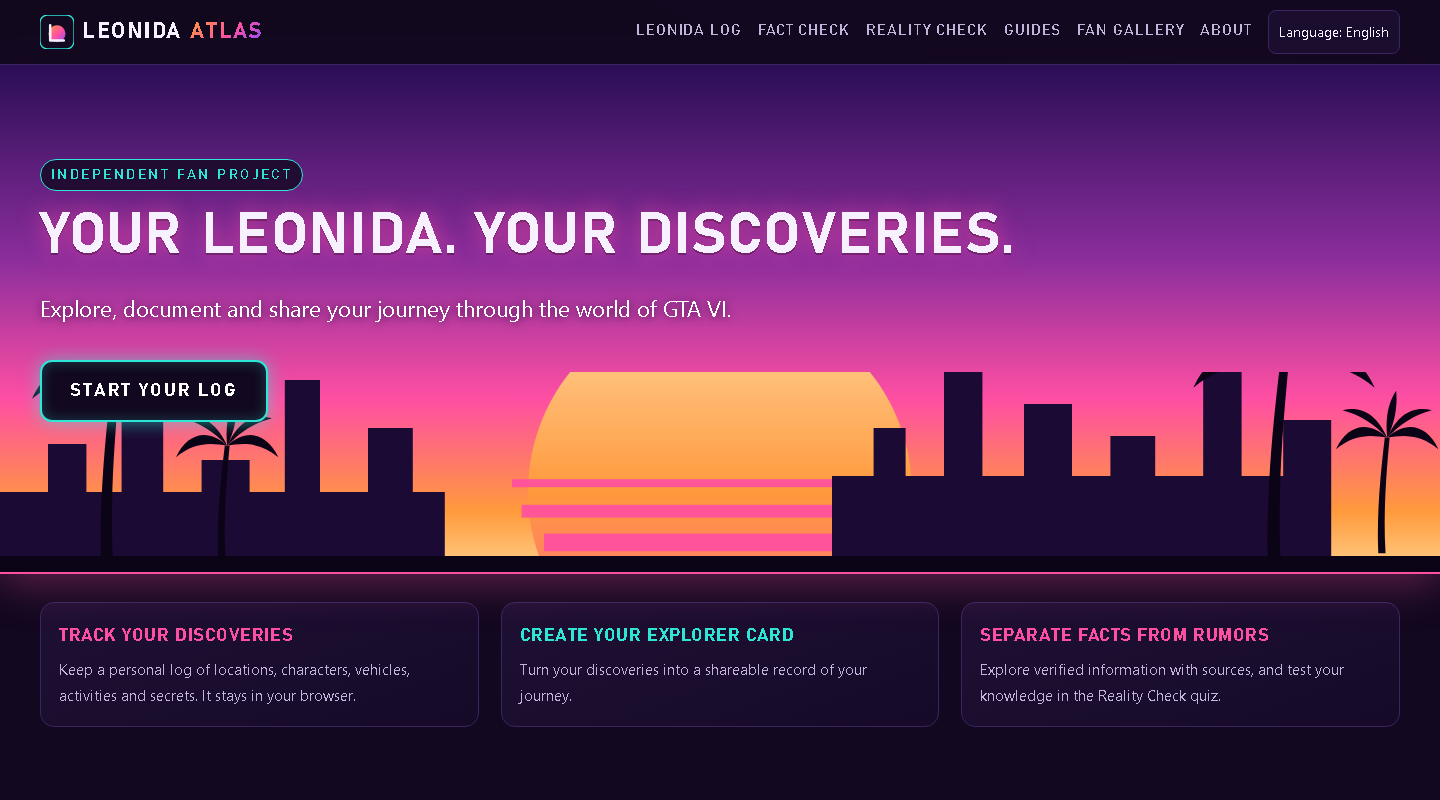 LEONIDA ATLAS
LEONIDA LOG FACT CHECK REALITY CHECK GUIDES FAN GALLERY ABOUT Language: English
INDEPENDENT FAN PROJECT
YOUR LEONIDA. YOUR DISCOVERIES.
Explore, document and share your journey through the world of GTA VI.
START YOUR LOG
TRACK YOUR DISCOVERIES
Keep a personal log of locations, characters, vehicles,
activities and secrets. It stays in your browser.
CREATE YOUR EXPLORER CARD
Turn your discoveries into a shareable record of your
journey.
SEPARATE FACTS FROM RUMORS
Explore verified information with sources, and test your
knowledge in the Reality Check quiz.